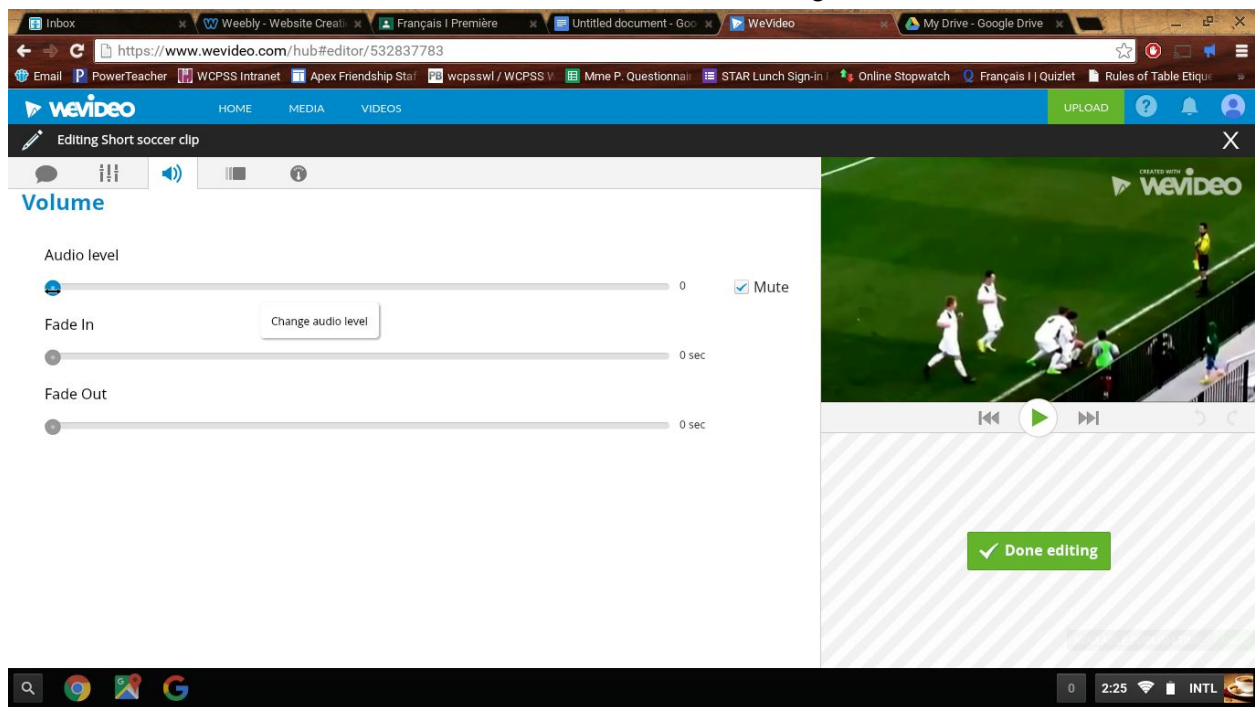 Inbox
Weebly - Website Creati
Français I Première
Untitled document - Goo
WeVideo
My Drive - Google Drive
https://www.wevideo.com/hub#editor/532837783
Email
PowerTeacher
WCPSS Intranet
Apex Friendship Staf
PB wcpsswl / WCPSS W
Mme P. Questionnair
STAR Lunch Sign-in
Online Stopwatch
Français I | Quizlet
Rules of Table Etique
WEVIDEO
HOME
MEDIA
VIDEOS
UPLOAD
Editing Short soccer clip
Volume
Audio level
0
Mute
Change audio level
Fade In
0 sec
Fade Out
0 sec
CREATED WITH
WEVIDEO
Done editing
0
2:25
INTL